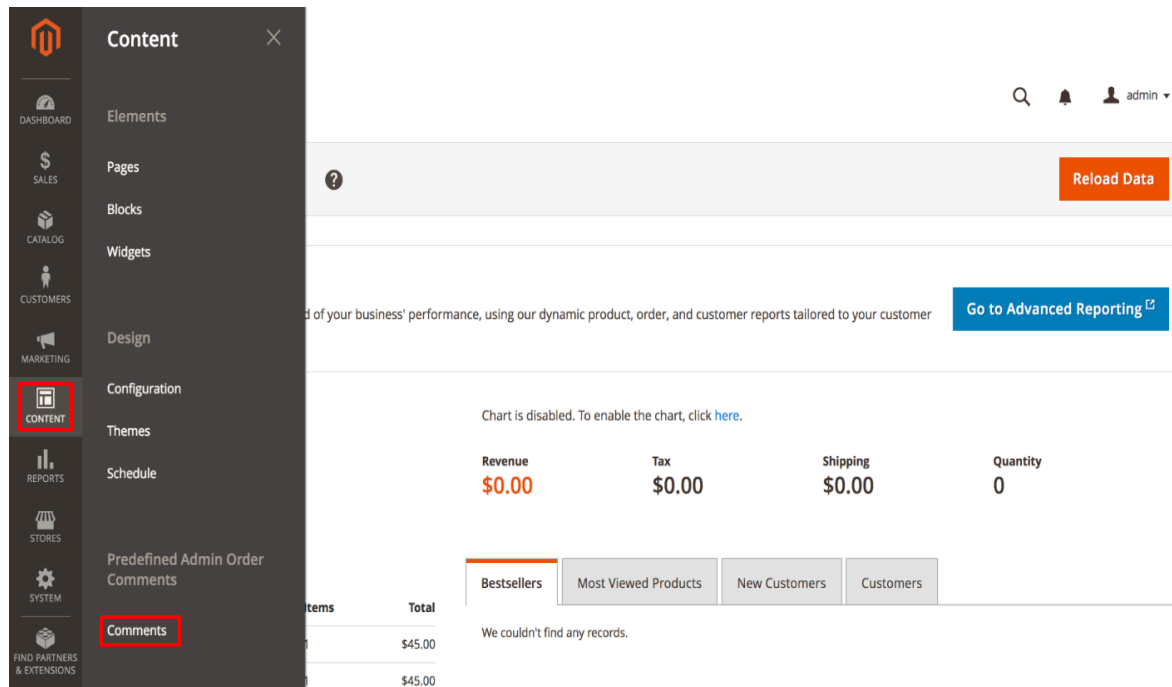 DASHBOARD
SALES
CATALOG
CUSTOMERS
MARKETING
CONTENT
REPORTS
STORES
SYSTEM
FIND PARTNERS
& EXTENSIONS
Content
Elements
Pages
Blocks
Widgets
Design
Configuration
Themes
Schedule
Predefined Admin Order
Comments
Comments
admin
Reload Data
of your business' performance, using our dynamic product, order, and customer reports tailored to your customer
Go to Advanced Reporting
Chart is disabled. To enable the chart, click here.
Revenue Tax Shipping Quantity
$0.00 $0.00 $0.00 0
Bestsellers Most Viewed Products New Customers Customers
We couldn't find any records.
Items Total
$45.00
$45.00